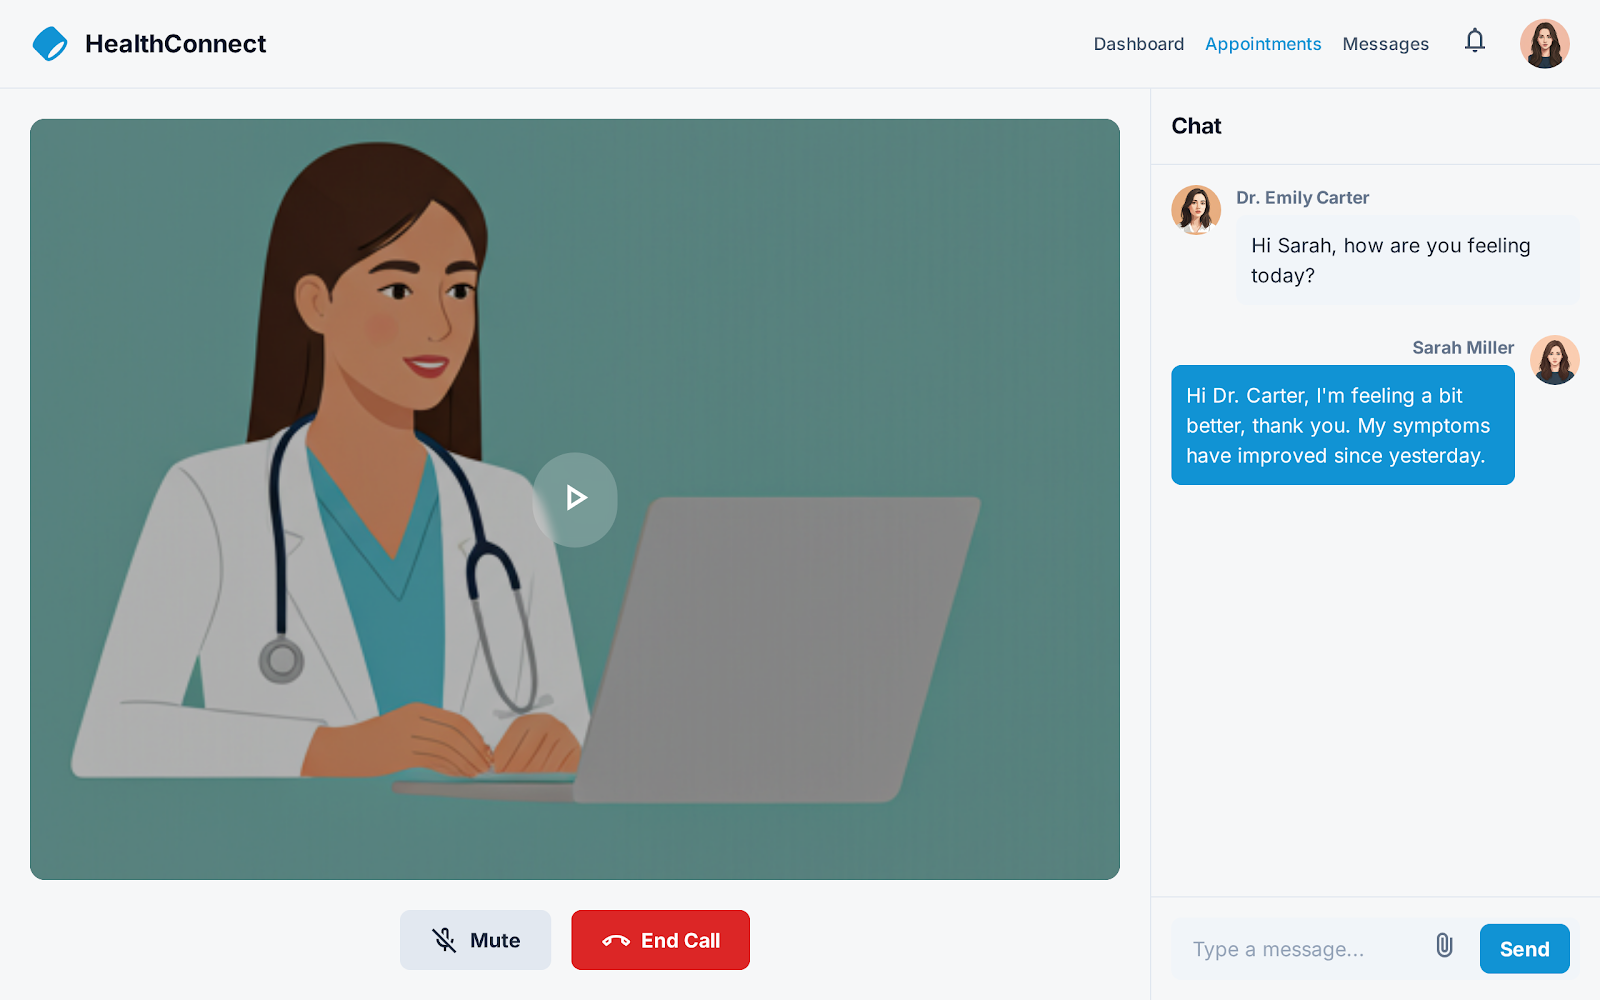 HealthConnect
Dashboard
Appointments
Messages
Chat
Dr. Emily Carter
Hi Sarah, how are you feeling
today?
Sarah Miller
Hi Dr. Carter, I'm feeling a bit
better, thank you. My symptoms
have improved since yesterday.
Mute
End Call
Type a message...
Send